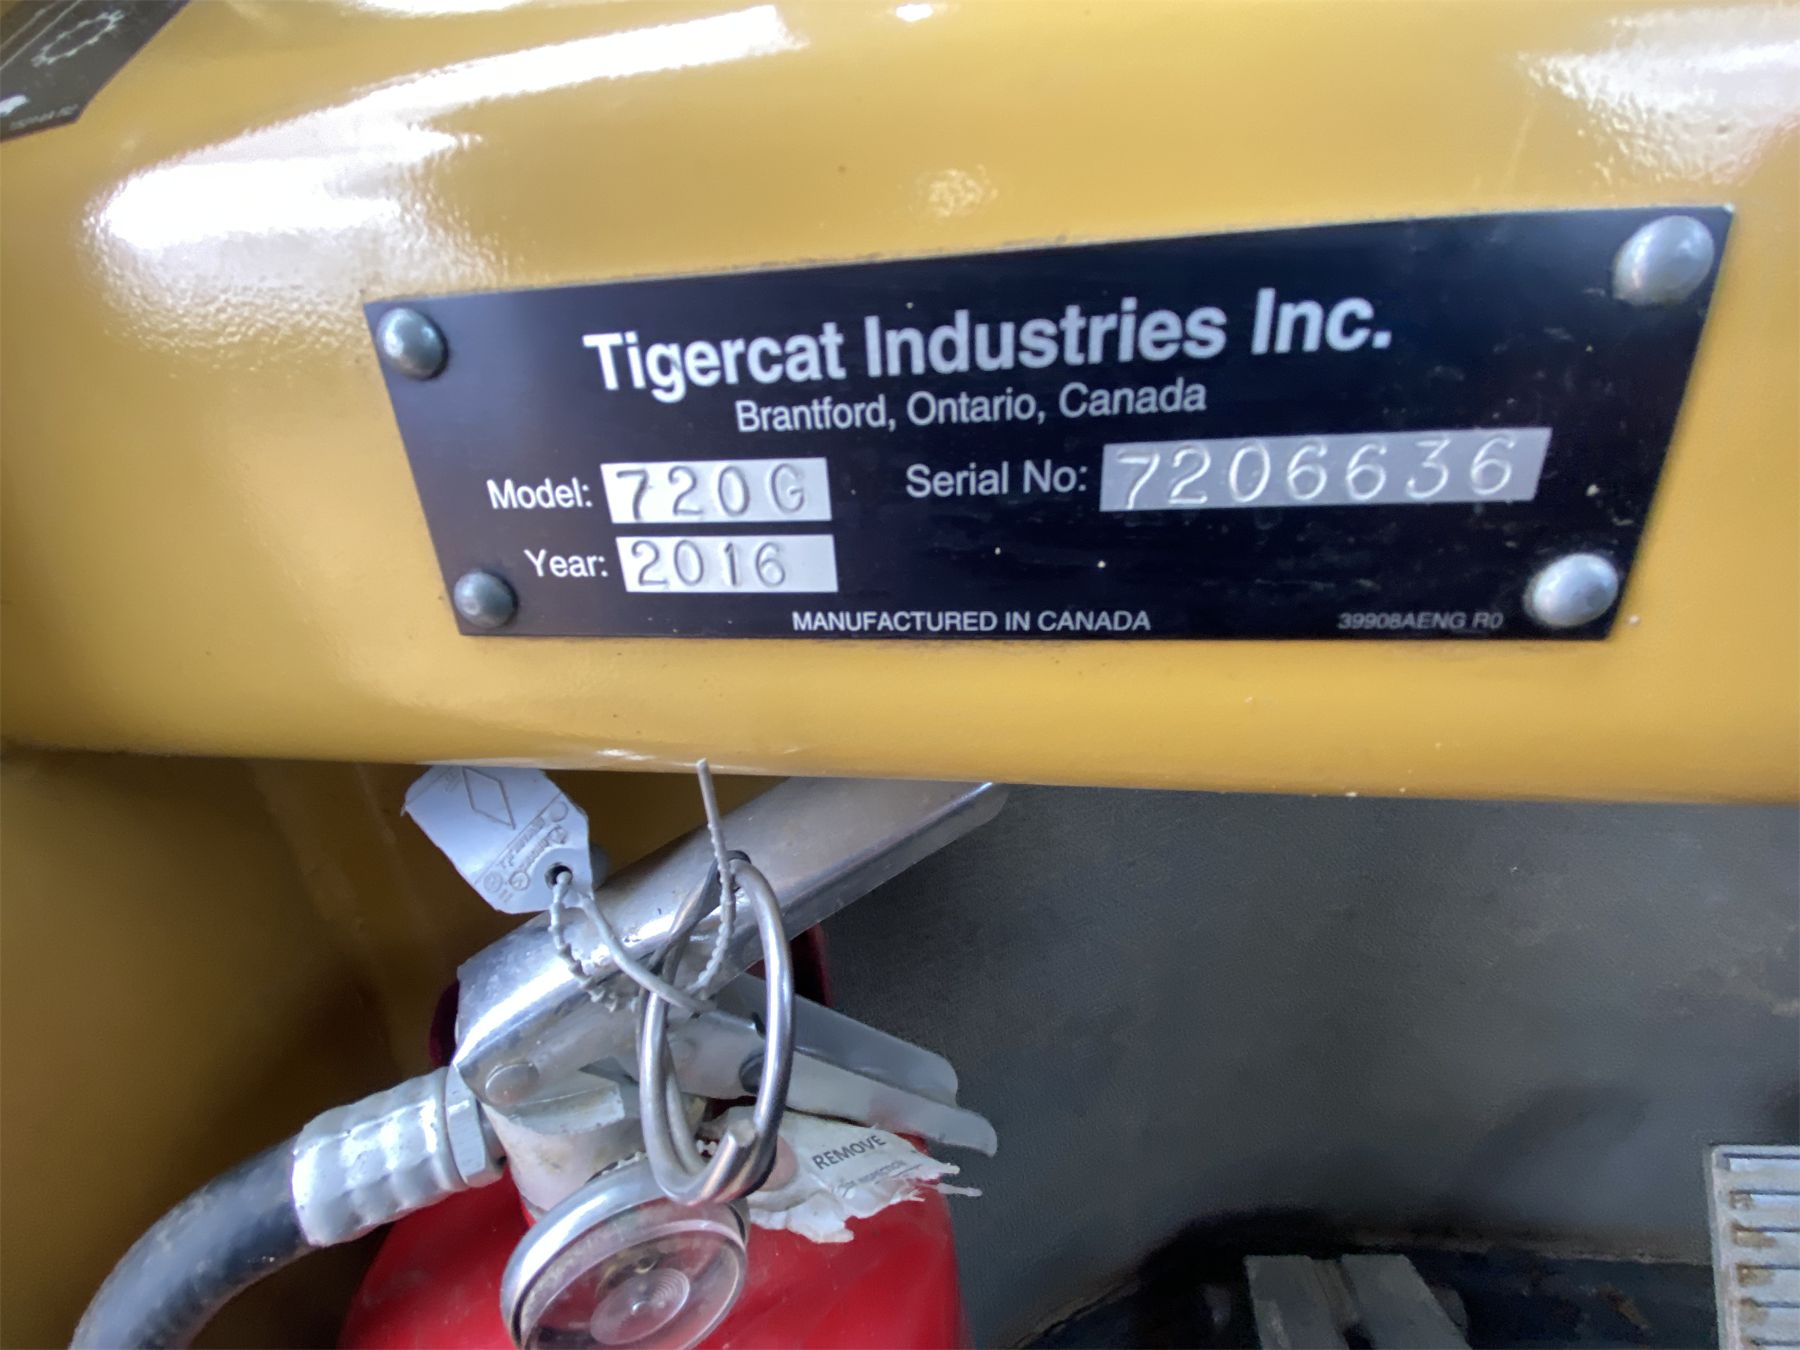 Tigercat Industries Inc.
Brantford, Ontario, Canada
Model: 720G Serial No: 7206636
Year: 2016
MANUFACTURED IN CANADA 39908AENG R0
REMOVE